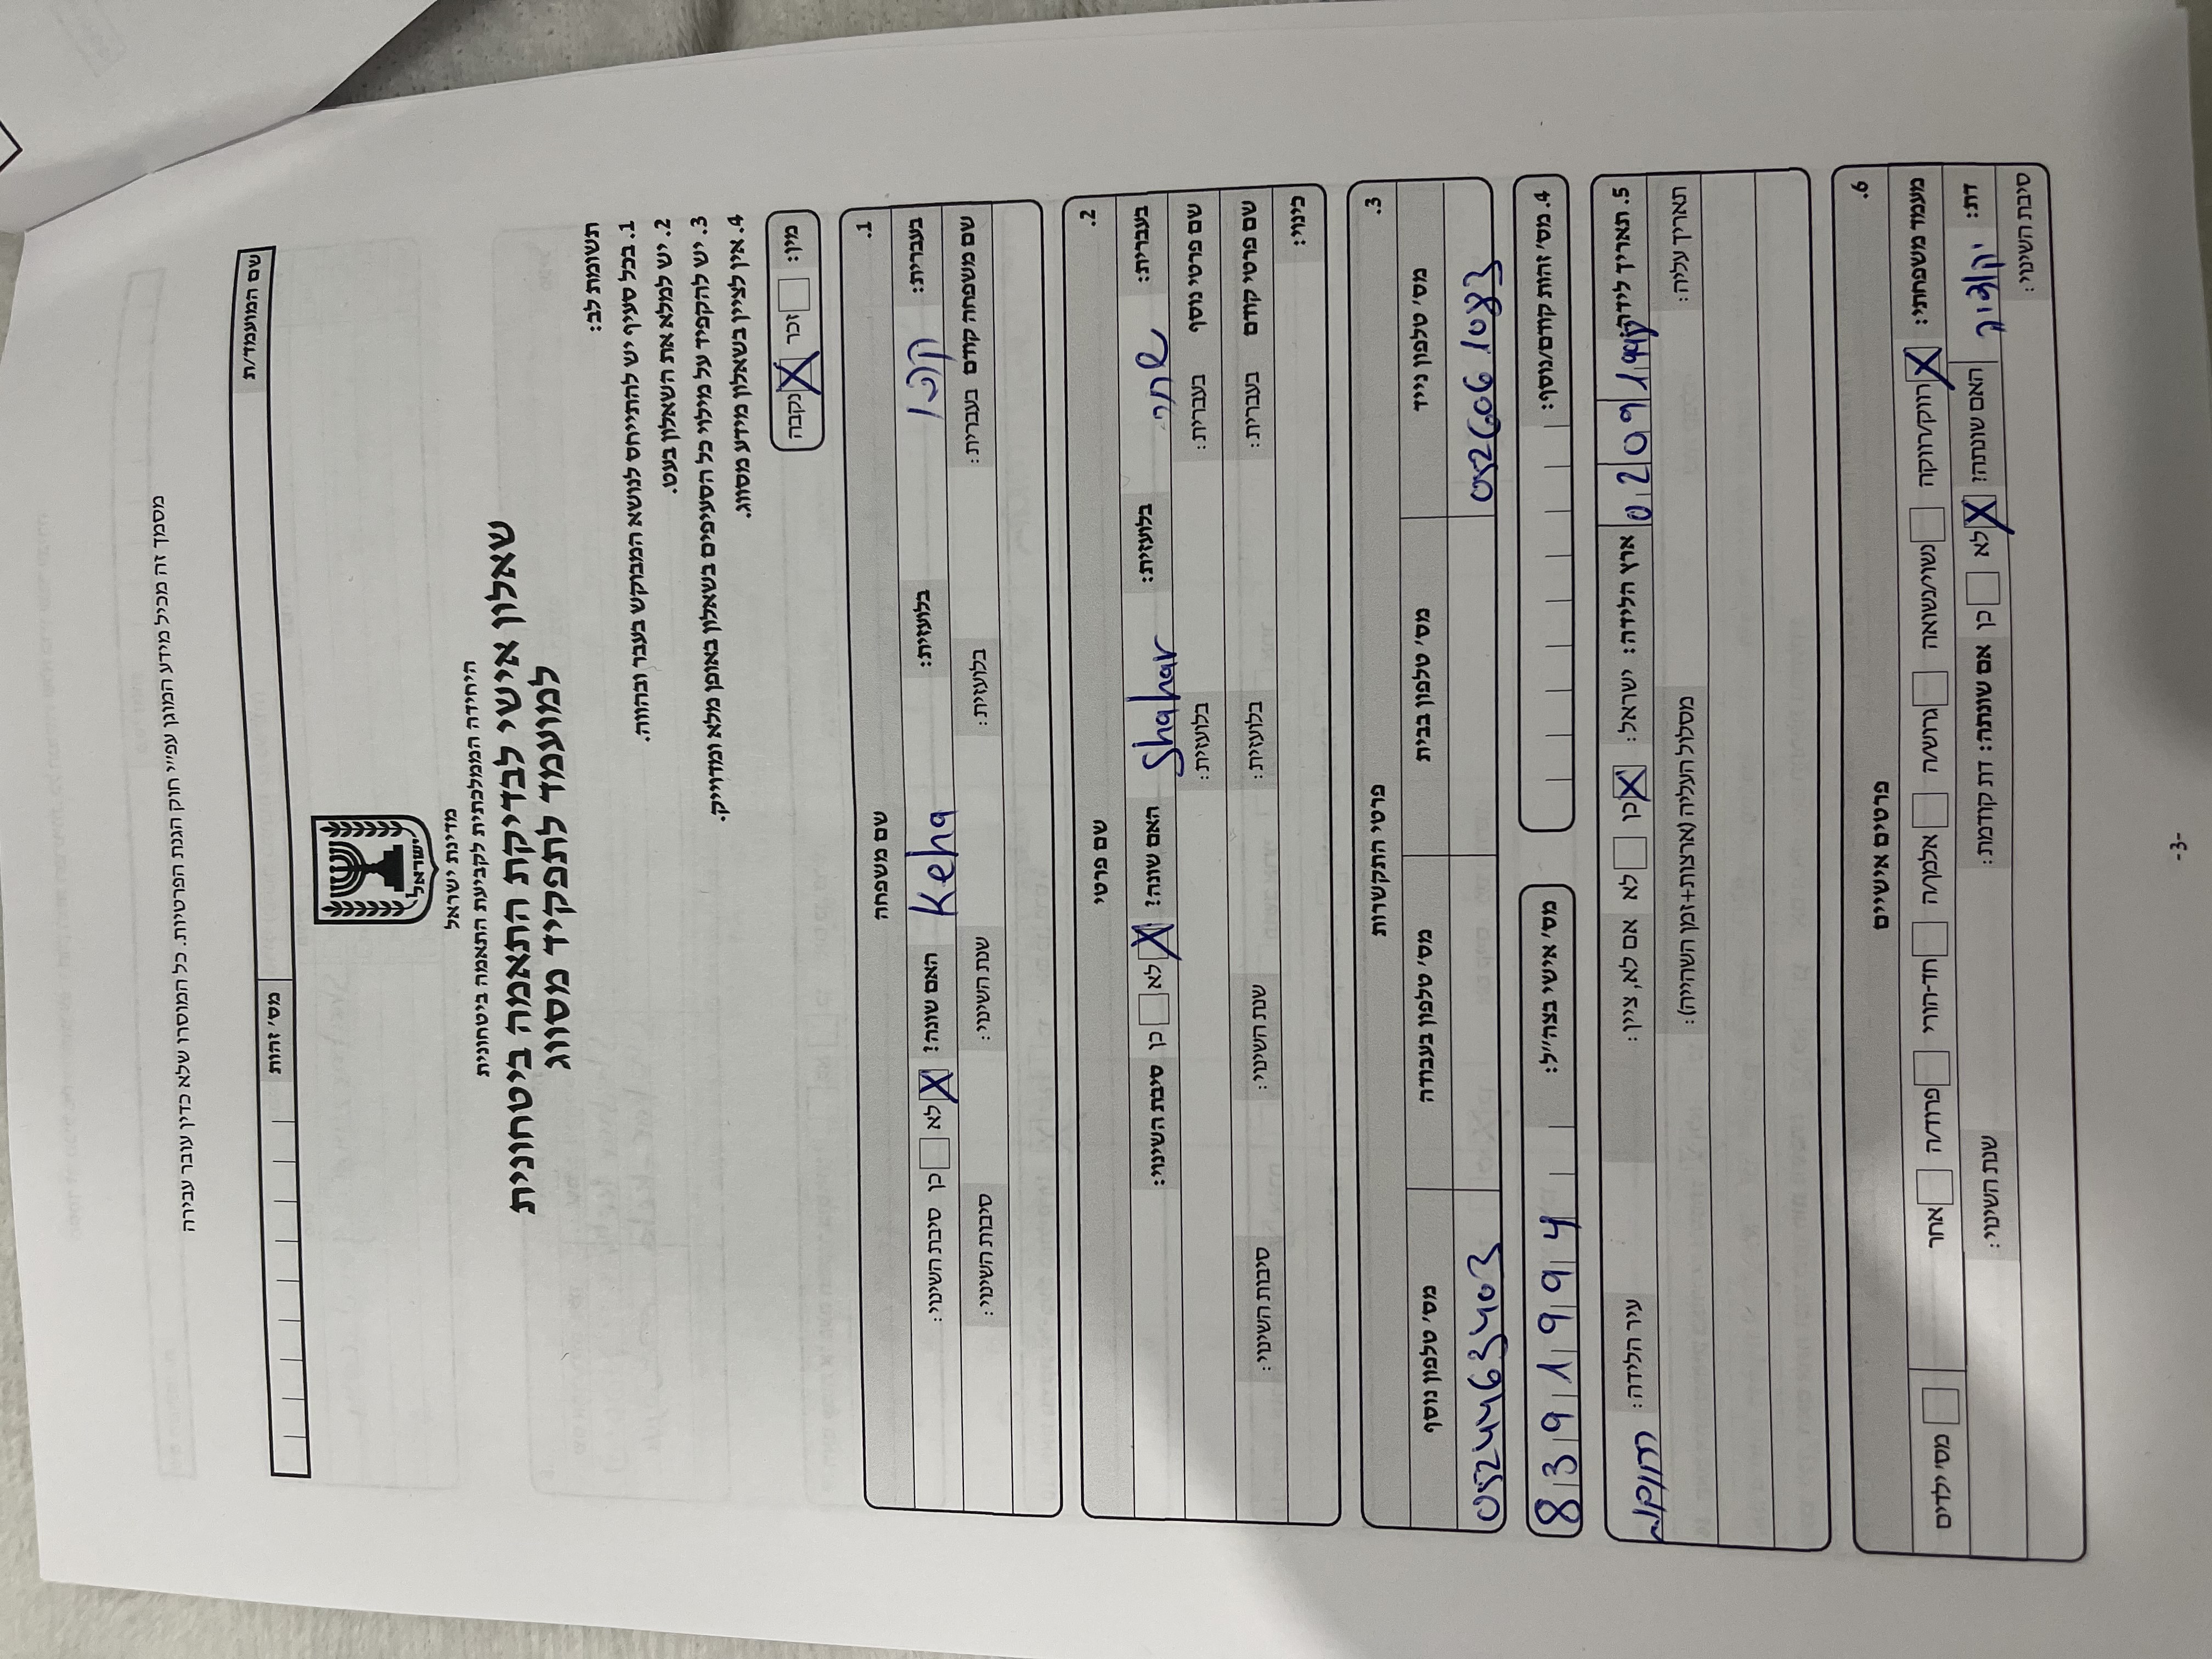 מסמך זה מכיל מידע המוגן עפ"י חוק הגנת הפרטיות. כל המוסרו שלא כדין עובר עבירה
שם המועמד/ת מס' זהות
ישראל
מדינת ישראל
היחידה הממלכתית לקביעת התאמה ביטחונית
שאלון אישי לבדיקת התאמה ביטחונית
למועמד לתפקיד מסווג
תשומת לב:
1. בכל סעיף יש להתייחס לנושא המבוקש בעבר ובהווה.
2. יש למלא את השאלון בעט.
3. יש להקפיד על מילוי כל הסעיפים בשאלון באופן מלא ומדוייק.
4. אין לציין בשאלון מידע מסווג.
מין: זכר נקבה X
1. שם משפחה
בעברית: בלועזית: Keha האם שונה? לא X כן סיבת השינוי:
שם משפחה קודם בעברית: בלועזית: שנת השינוי: סיבות השינוי:
2. שם פרטי
בעברית: שחר בלועזית: Shahar האם שונה? לא X כן סיבת השינוי:
שם פרטי נוסף בעברית: בלועזית:
שם פרטי קודם בעברית: בלועזית: שנת השינוי: סיבות השינוי:
כינוי:
3. פרטי התקשרות
מס' טלפון נייד מס' טלפון בבית מס' טלפון בעבודה מס' טלפון נוסף
0526061083 0524463403
4. מס' זהות קודם/נוסף: מס' אישי בצה"ל: 8391994
5. תאריך לידה ארץ הלידה: ישראל: כן X לא אם לא, ציין: עיר הלידה:
תאריך עליה: מסלול העליה (ארצות+זמן השהייה):
6. פרטים אישיים
מעמד משפחתי: X רווק/רווקה נשוי/נשואה גרוש/ה אלמן/ה חד-הורי פרוד/ה אחר מס' ילדים
דת: יהודיה האם שונתה? X לא כן אם שונתה: דת קודמת: שנת השינוי:
סיבת השינוי:
-3-